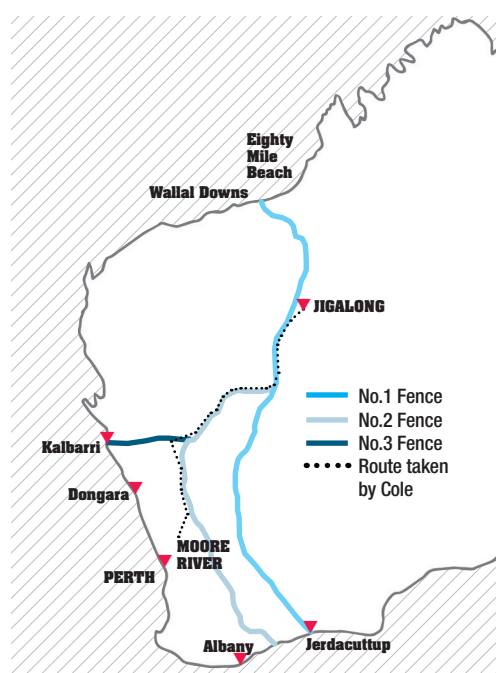 Eighty
Mile
Beach
Wallal Downs
JIGALONG
No.1 Fence
No.2 Fence
No.3 Fence
Route taken
by Cole
Kalbarri
Dongara
MOORE
RIVER
PERTH
Albany
Jerdacuttup